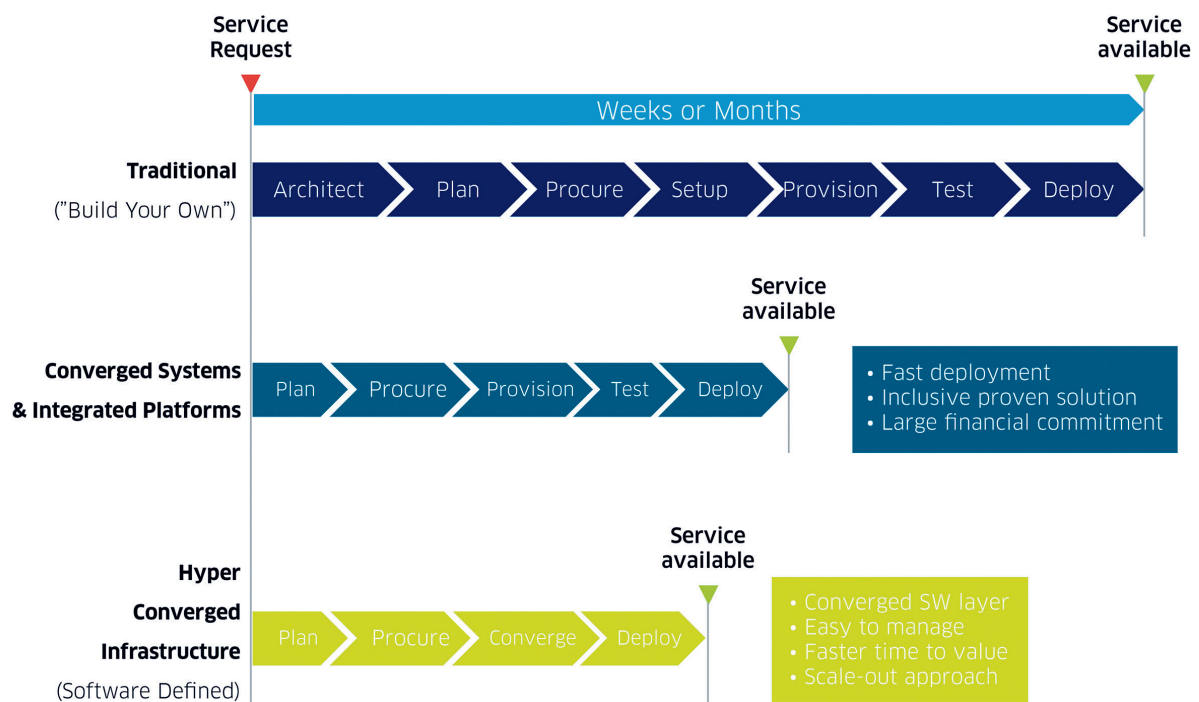 Service
Request
Service
available
Weeks or Months
Traditional
("Build Your Own")
Architect
Plan
Procure
Setup
Provision
Test
Deploy
Service
available
Converged Systems
& Integrated Platforms
Plan
Procure
Provision
Test
Deploy
• Fast deployment
• Inclusive proven solution
• Large financial commitment
Service
available
Hyper
Converged
Infrastructure
(Software Defined)
Plan
Procure
Converge
Deploy
• Converged SW layer
• Easy to manage
• Faster time to value
• Scale-out approach